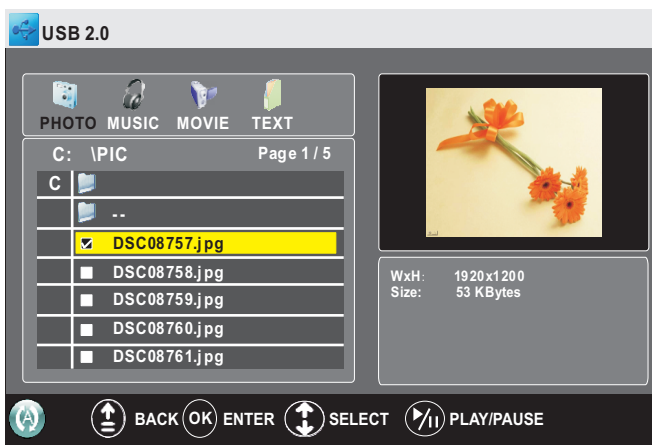 USB 2.0
PHOTO MUSIC MOVIE TEXT
C: \PIC Page 1 / 5
C
--
DSC08757.jpg
DSC08758.jpg
DSC08759.jpg
DSC08760.jpg
DSC08761.jpg
WxH: 1920x1200
Size: 53 KBytes
BACK OK ENTER SELECT PLAY/PAUSE